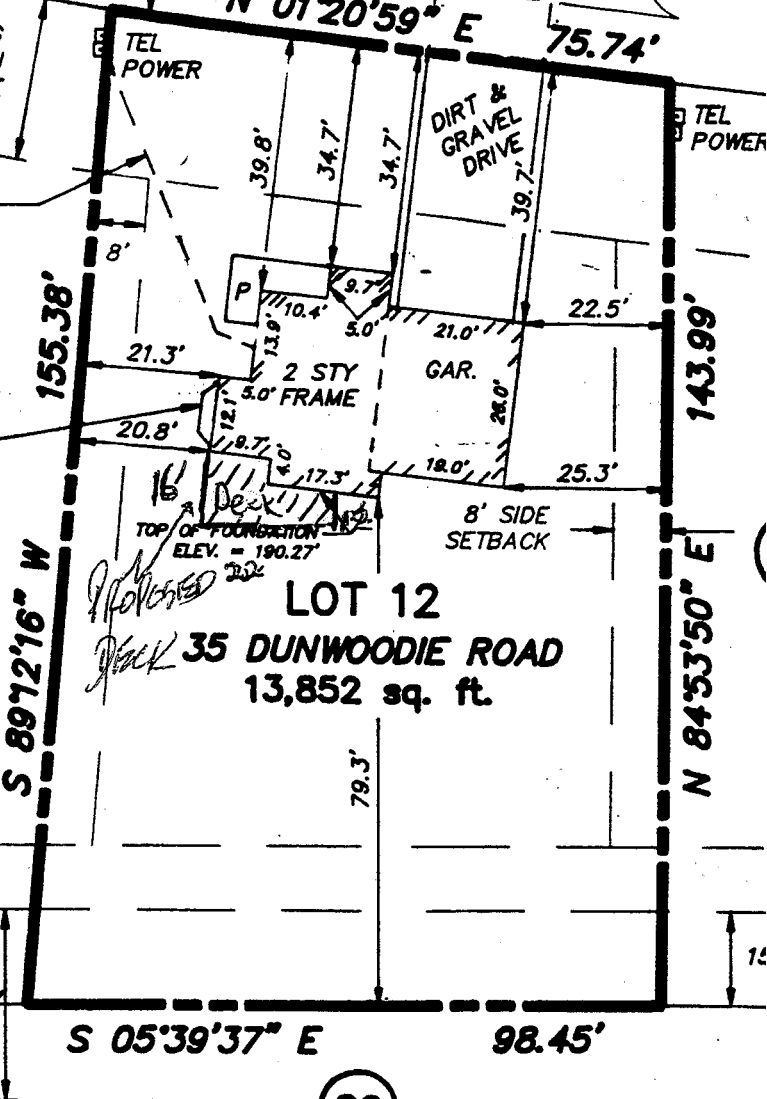 N 01°20'59" E
75.74'
TEL
POWER
DIRT &
GRAVEL
DRIVE
TEL
POWER
39.8'
34.7'
34.7'
39.7'
8'
155.38'
P
9.7'
10.4'
5.0'
21.0'
22.5'
143.99'
13.9'
21.3'
2 STY
FRAME
GAR.
5.0'
12.1'
26.0'
20.8'
9.7'
4.0'
17.3'
19.0'
25.3'
16'
Deck
8' SIDE
SETBACK
TOP OF FOUNDATION
ELEV. = 190.27'
PROPOSED
DECK
LOT 12
35 DUNWOODIE ROAD
13,852 sq. ft.
S 89°12'16" W
N 84°53'50" E
79.3'
15
S 05°39'37" E
98.45'